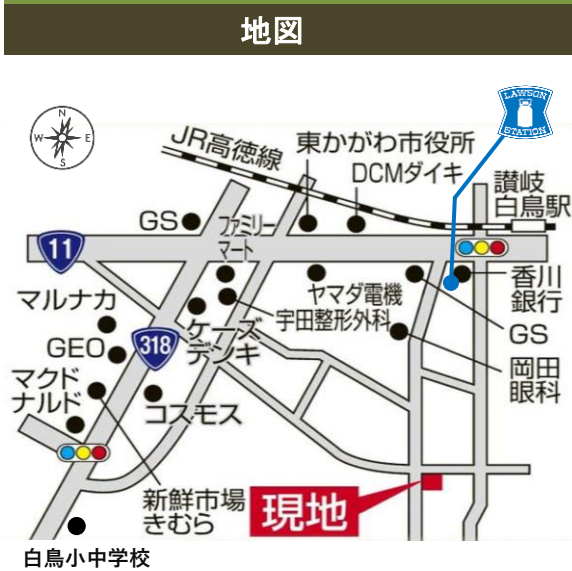 地図
LAWSON
STATION
N
W
E
S
JR高徳線
東かがわ市役所
DCMダイキ
讃岐
白鳥駅
GS
ファミリー
マート
11
香川
銀行
マルナカ
ヤマダ電機
宇田整形外科
GS
ケーズ
デンキ
GEO
318
岡田
眼科
マクド
ナルド
コスモス
新鮮市場
きむら
現地
白鳥小中学校